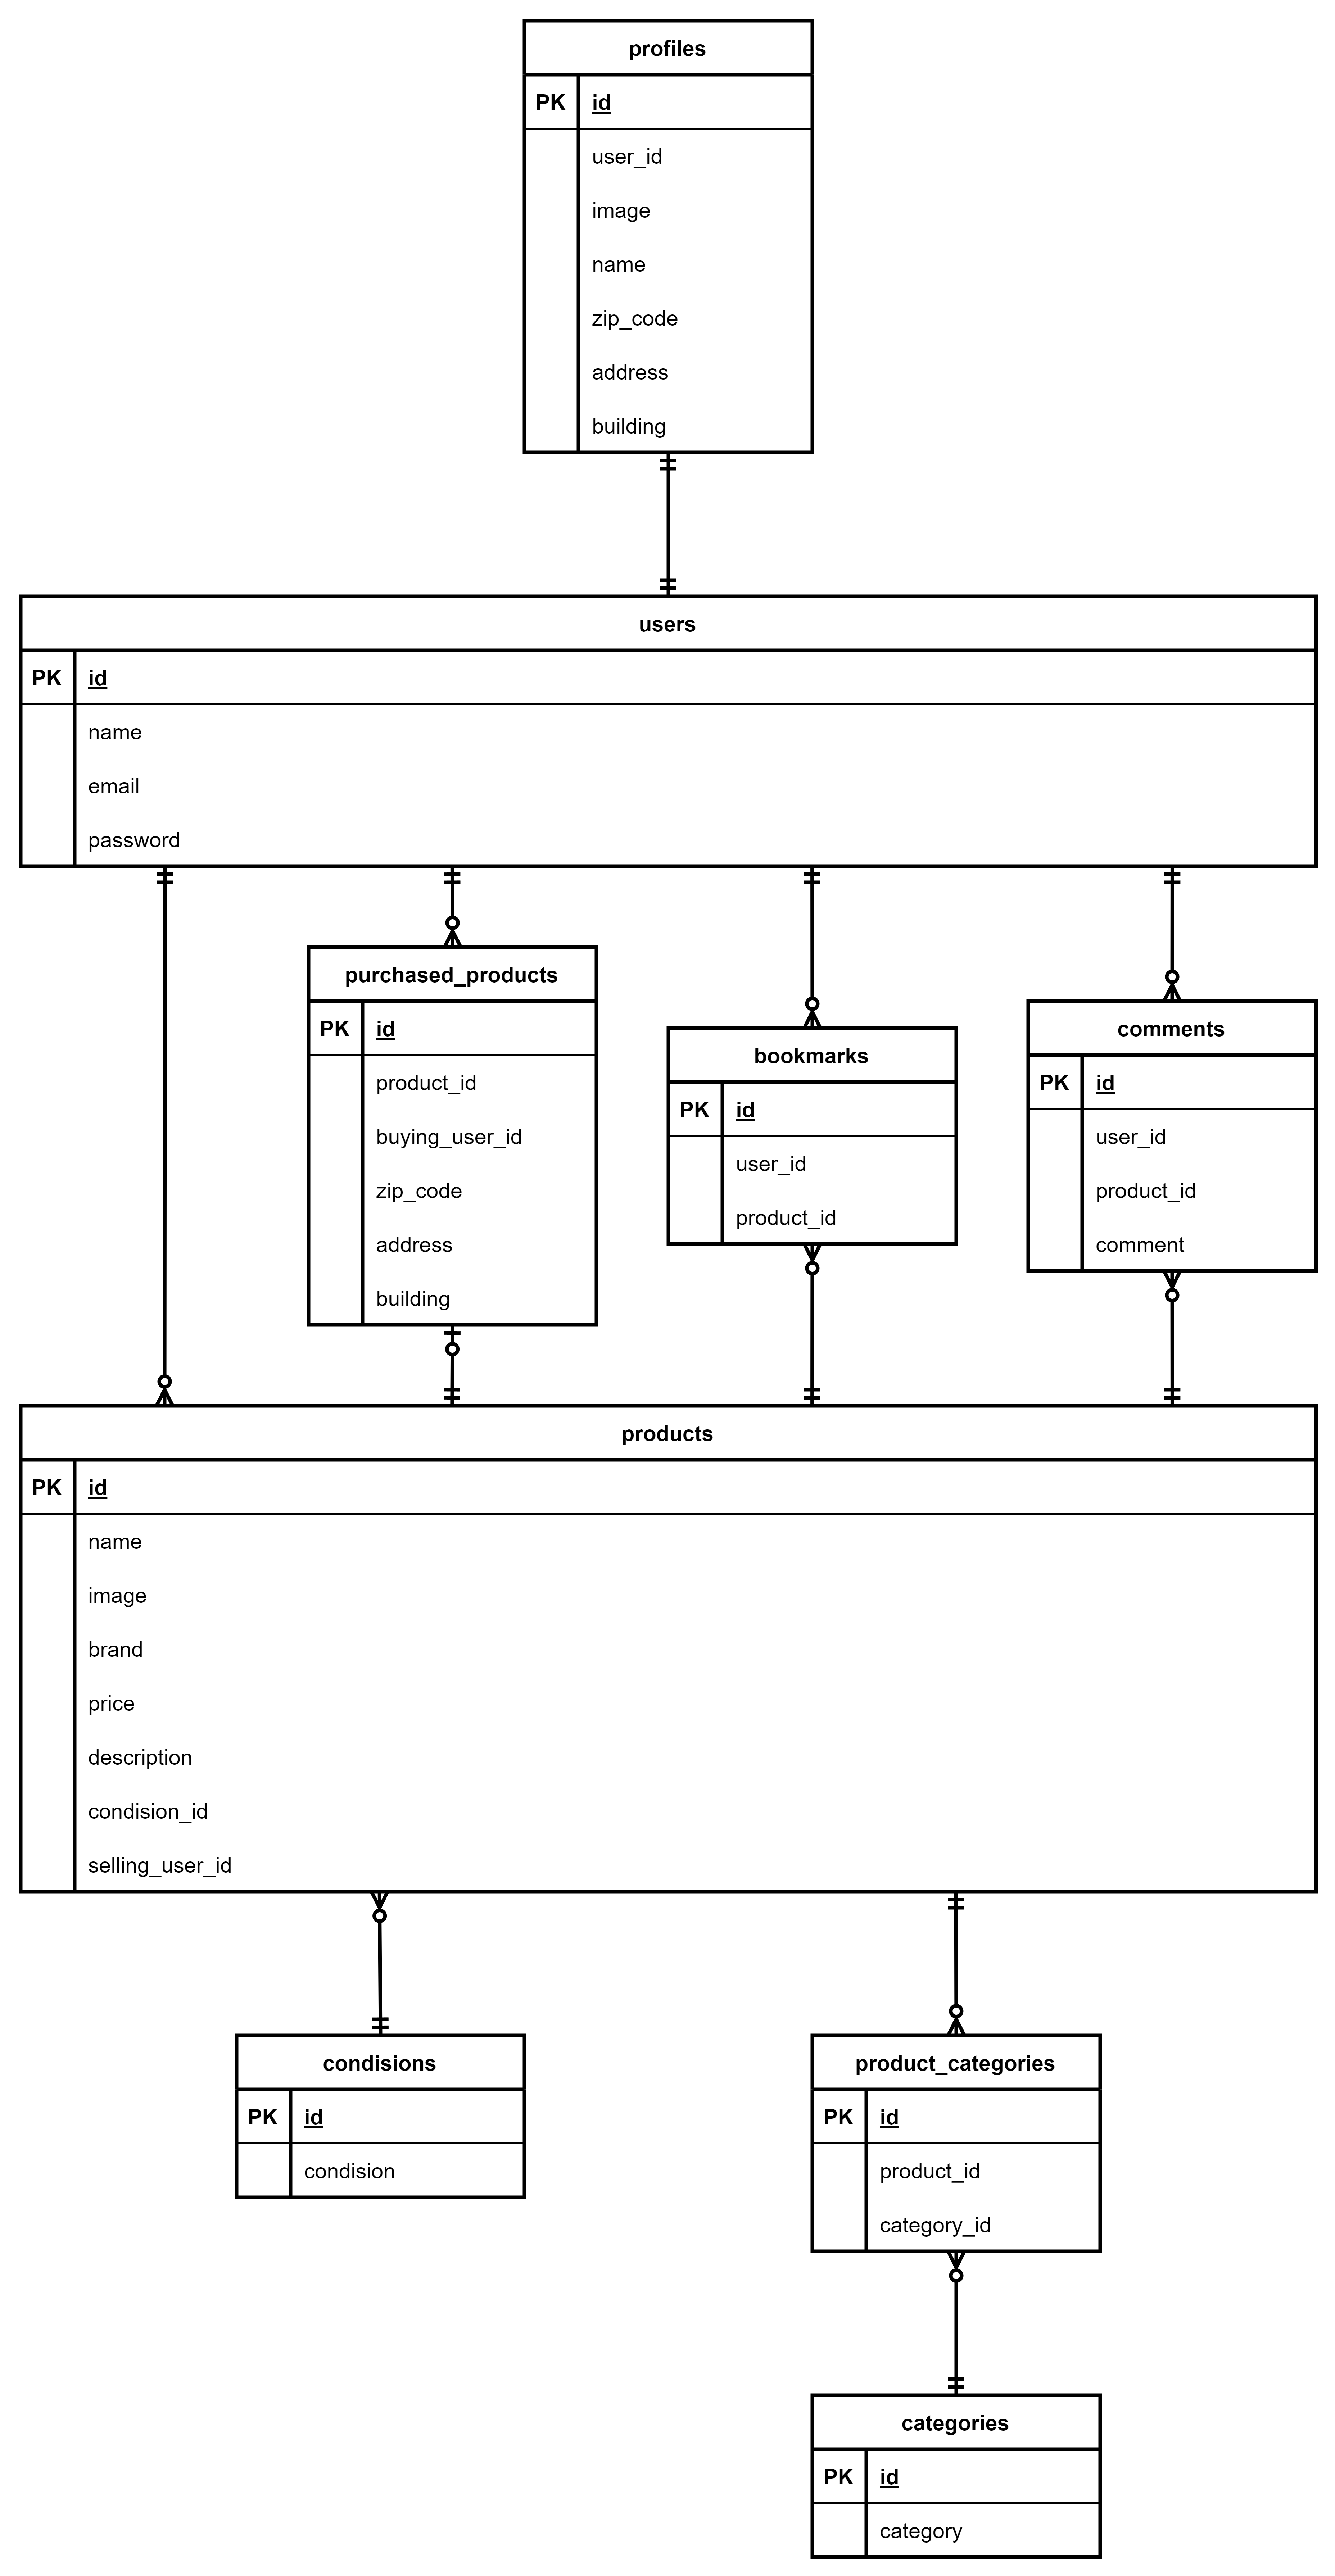 profiles
PK id
user_id
image
name
zip_code
address
building
users
PK id
name
email
password
purchased_products
PK id
product_id
buying_user_id
zip_code
address
building
bookmarks
PK id
user_id
product_id
comments
PK id
user_id
product_id
comment
products
PK id
name
image
brand
price
description
condision_id
selling_user_id
condisions
PK id
condision
product_categories
PK id
product_id
category_id
categories
PK id
category